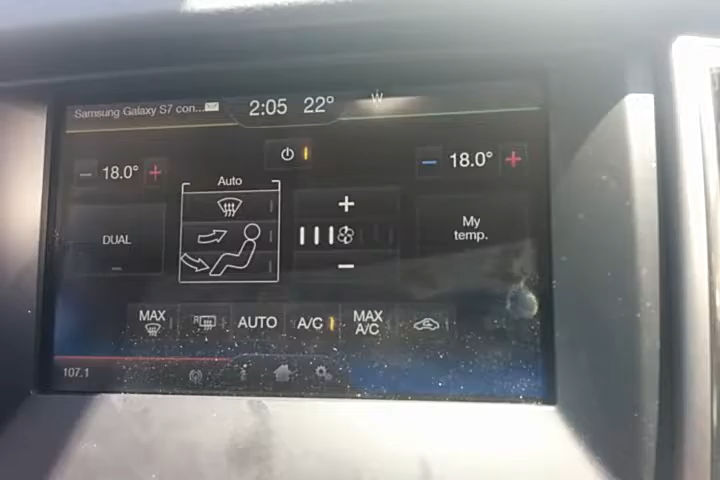 Samsung Galaxy S7 con... 2:05 22° W
– 18.0° + – 18.0° +
Auto
+
DUAL
My
temp.
–
MAX
R
AUTO
A/C
MAX
A/C
107.1